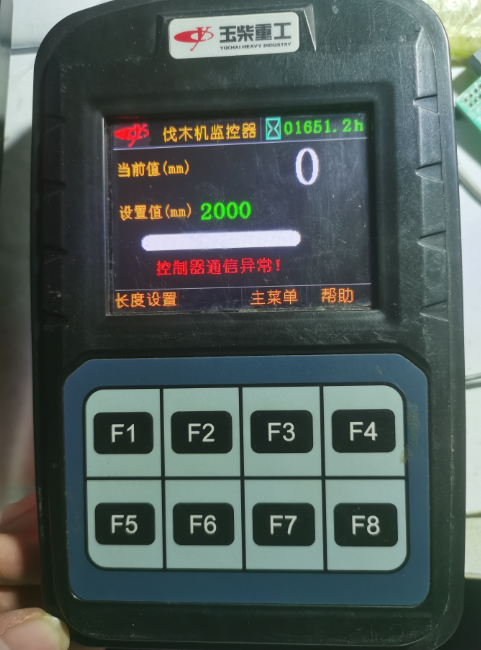 玉柴重工
YUCHAI HEAVY INDUSTRY
伐木机监控器 01651.2h
当前值(mm) 0
设置值(mm) 2000
控制器通信异常!
长度设置 主菜单 帮助
F1 F2 F3 F4
F5 F6 F7 F8